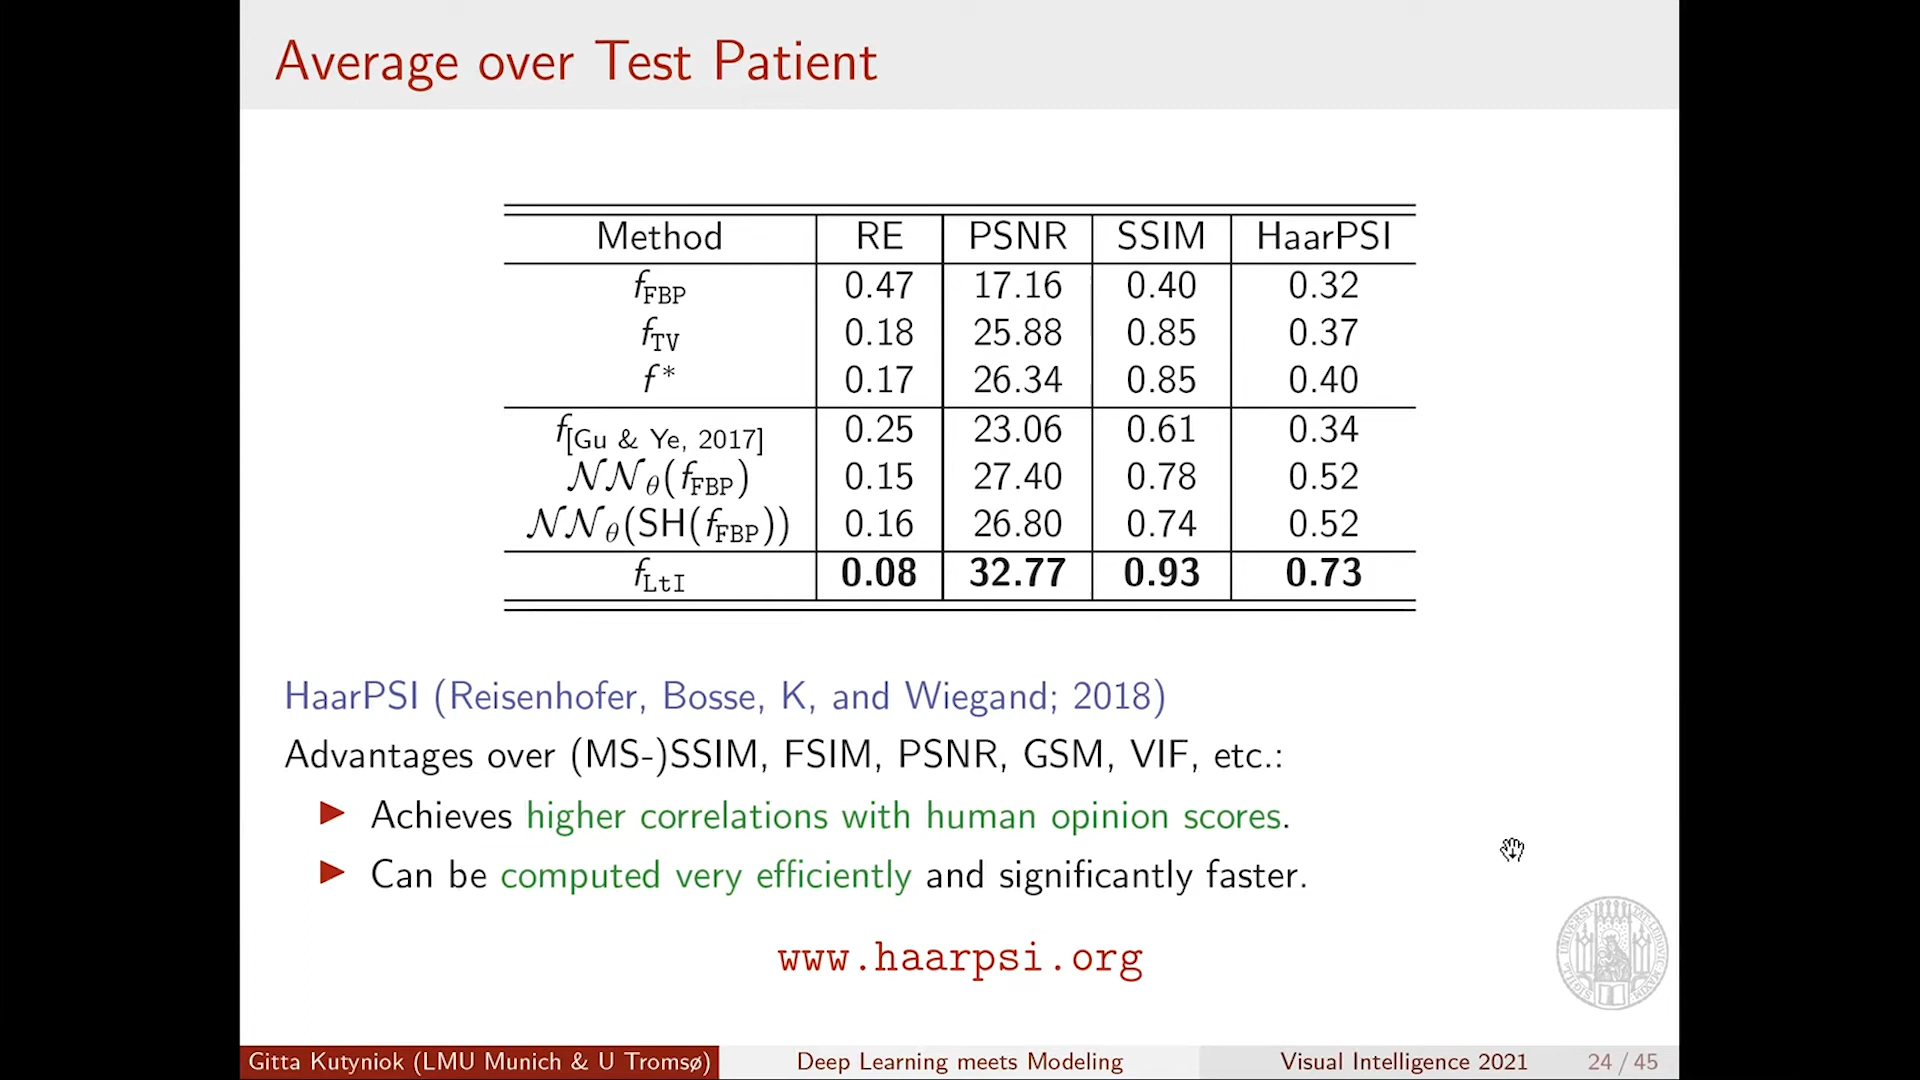 Average over Test Patient
Method RE PSNR SSIM HaarPSI
f_FBP 0.47 17.16 0.40 0.32
f_TV 0.18 25.88 0.85 0.37
f* 0.17 26.34 0.85 0.40
f_[Gu & Ye, 2017] 0.25 23.06 0.61 0.34
𝒩𝒩_θ(f_FBP) 0.15 27.40 0.78 0.52
𝒩𝒩_θ(SH(f_FBP)) 0.16 26.80 0.74 0.52
f_LtI 0.08 32.77 0.93 0.73
HaarPSI (Reisenhofer, Bosse, K, and Wiegand; 2018)
Advantages over (MS-)SSIM, FSIM, PSNR, GSM, VIF, etc.:
▶ Achieves higher correlations with human opinion scores.
▶ Can be computed very efficiently and significantly faster.
www.haarpsi.org
Gitta Kutyniok (LMU Munich & U Tromsø) Deep Learning meets Modeling Visual Intelligence 2021 24 / 45